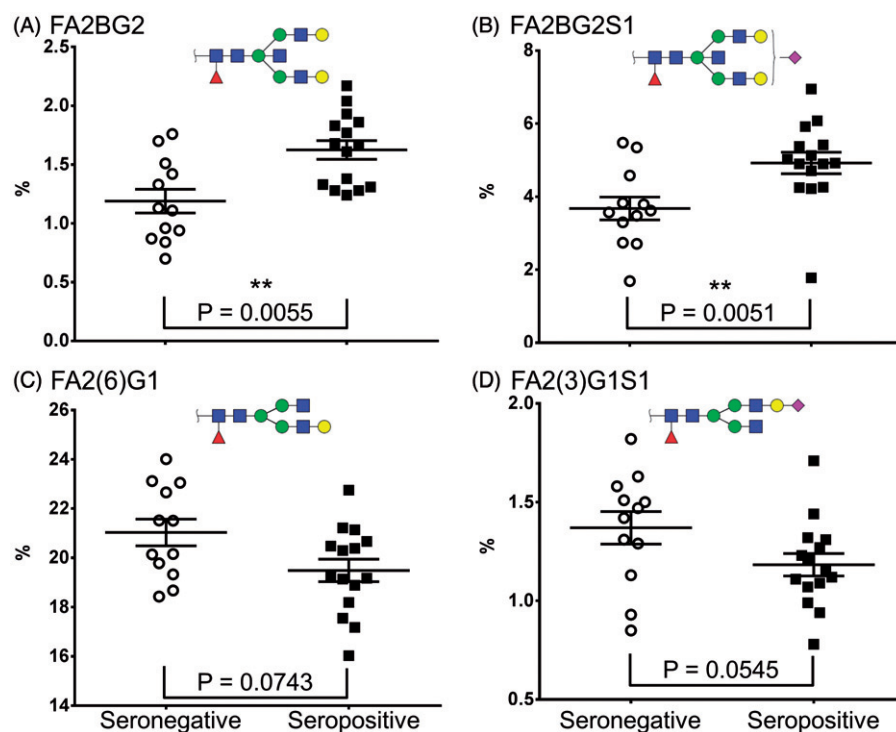 (A) FA2BG2
2.5
2.0
1.5
1.0
0.5
0.0
%
**
P = 0.0055
(B) FA2BG2S1
8
6
4
2
0
%
**
P = 0.0051
(C) FA2(6)G1
26
24
22
20
18
16
14
%
P = 0.0743
Seronegative Seropositive
(D) FA2(3)G1S1
2.0
1.5
1.0
0.5
%
P = 0.0545
Seronegative Seropositive